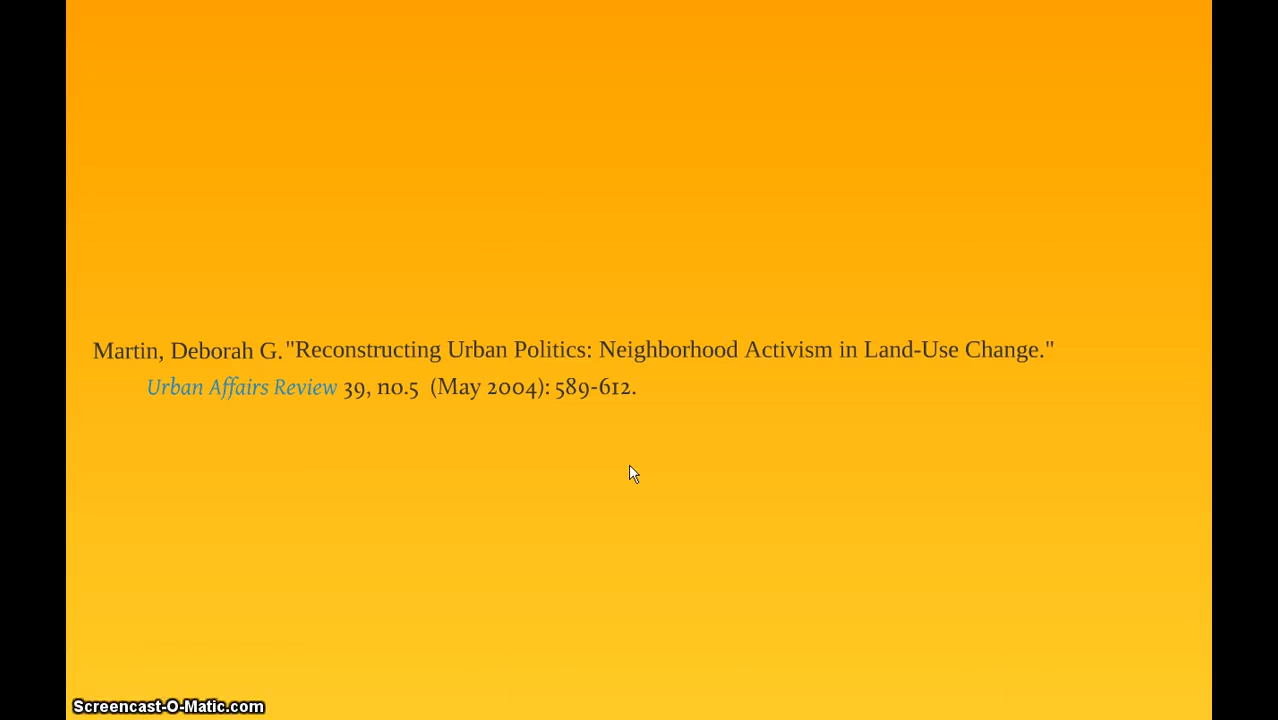 Martin, Deborah G. "Reconstructing Urban Politics: Neighborhood Activism in Land-Use Change."
Urban Affairs Review 39, no.5 (May 2004): 589-612.
Screencast-O-Matic.com